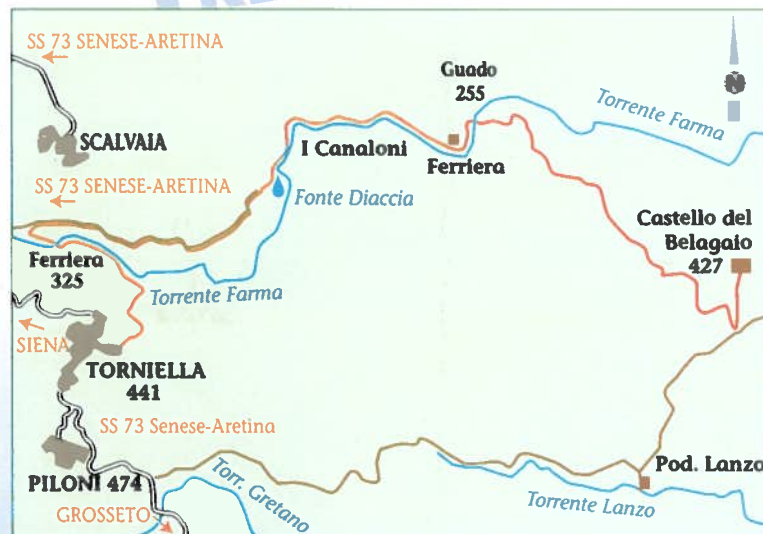 SS 73 SENESE-ARETINA
SCALVAIA
SS 73 SENESE-ARETINA
Guado
255
Torrente Farma
N
I Canaloni
Ferriera
Fonte Diaccia
Castello del
Belagaio
427
Ferriera
325
Torrente Farma
SIENA
TORNIELLA
441
SS 73 Senese-Aretina
PILONI 474
GROSSETO
Torr. Gretano
Pod. Lanzo
Torrente Lanzo